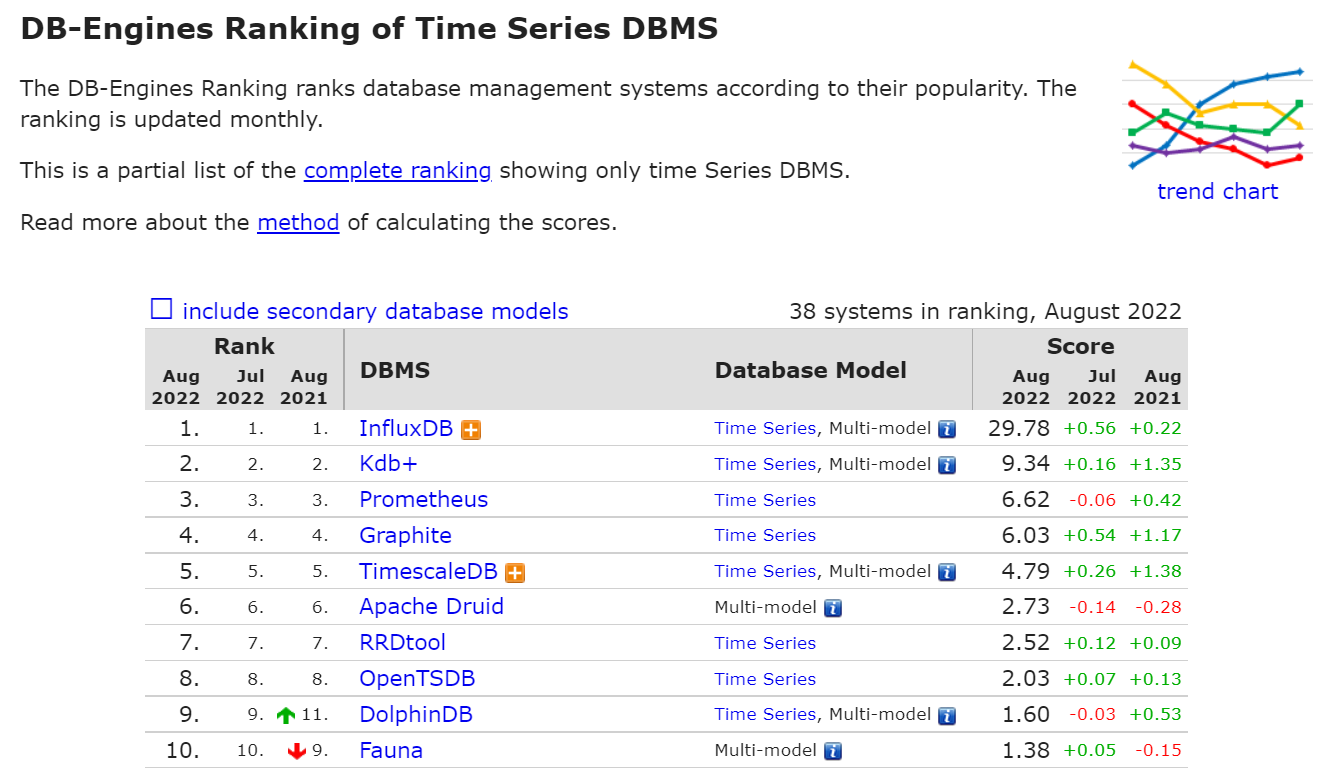 DB-Engines Ranking of Time Series DBMS
The DB-Engines Ranking ranks database management systems according to their popularity. The
ranking is updated monthly.
This is a partial list of the complete ranking showing only time Series DBMS.
Read more about the method of calculating the scores.
trend chart
include secondary database models 38 systems in ranking, August 2022
Rank DBMS Database Model Score
Aug Jul Aug Aug Jul Aug
2022 2022 2021 2022 2022 2021
1. 1. 1. InfluxDB Time Series, Multi-model 29.78 +0.56 +0.22
2. 2. 2. Kdb+ Time Series, Multi-model 9.34 +0.16 +1.35
3. 3. 3. Prometheus Time Series 6.62 -0.06 +0.42
4. 4. 4. Graphite Time Series 6.03 +0.54 +1.17
5. 5. 5. TimescaleDB Time Series, Multi-model 4.79 +0.26 +1.38
6. 6. 6. Apache Druid Multi-model 2.73 -0.14 -0.28
7. 7. 7. RRDtool Time Series 2.52 +0.12 +0.09
8. 8. 8. OpenTSDB Time Series 2.03 +0.07 +0.13
9. 9. 11. DolphinDB Time Series, Multi-model 1.60 -0.03 +0.53
10. 10. 9. Fauna Multi-model 1.38 +0.05 -0.15